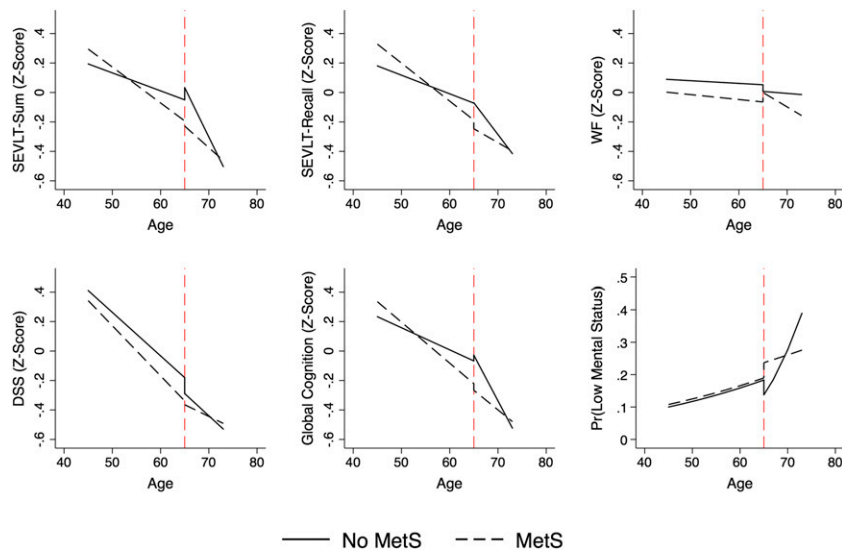 SEVLT-Sum (Z-Score)
.4
.2
0
-.2
-.4
-.6
40 50 60 70 80
Age
SEVLT-Recall (Z-Score)
.4
.2
0
-.2
-.4
-.6
40 50 60 70 80
Age
WF (Z-Score)
.4
.2
0
-.2
-.4
-.6
40 50 60 70 80
Age
DSS (Z-Score)
.4
.2
0
-.2
-.4
-.6
40 50 60 70 80
Age
Global Cognition (Z-Score)
.4
.2
0
-.2
-.4
-.6
40 50 60 70 80
Age
Pr(Low Mental Status)
.5
.4
.3
.2
.1
0
40 50 60 70 80
Age
No MetS MetS